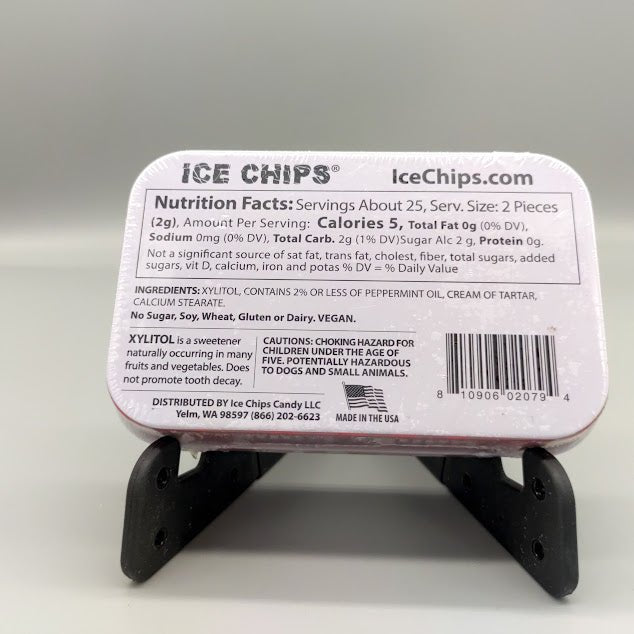 ICE CHIPS®
IceChips.com
Nutrition Facts: Servings About 25, Serv. Size: 2 Pieces
(2g), Amount Per Serving: Calories 5, Total Fat 0g (0% DV),
Sodium 0mg (0% DV), Total Carb. 2g (1% DV)Sugar Alc 2 g, Protein 0g.
Not a significant source of sat fat, trans fat, cholest, fiber, total sugars, added
sugars, vit D, calcium, iron and potas % DV = % Daily Value
INGREDIENTS: XYLITOL, CONTAINS 2% OR LESS OF PEPPERMINT OIL, CREAM OF TARTAR,
CALCIUM STEARATE.
No Sugar, Soy, Wheat, Gluten or Dairy. VEGAN.
XYLITOL is a sweetener
naturally occurring in many
fruits and vegetables. Does
not promote tooth decay.
CAUTIONS: CHOKING HAZARD FOR
CHILDREN UNDER THE AGE OF
FIVE. POTENTIALLY HAZARDOUS
TO DOGS AND SMALL ANIMALS.
DISTRIBUTED BY Ice Chips Candy LLC
Yelm, WA 98597 (866) 202-6623
MADE IN THE USA
8 10906 02079 4